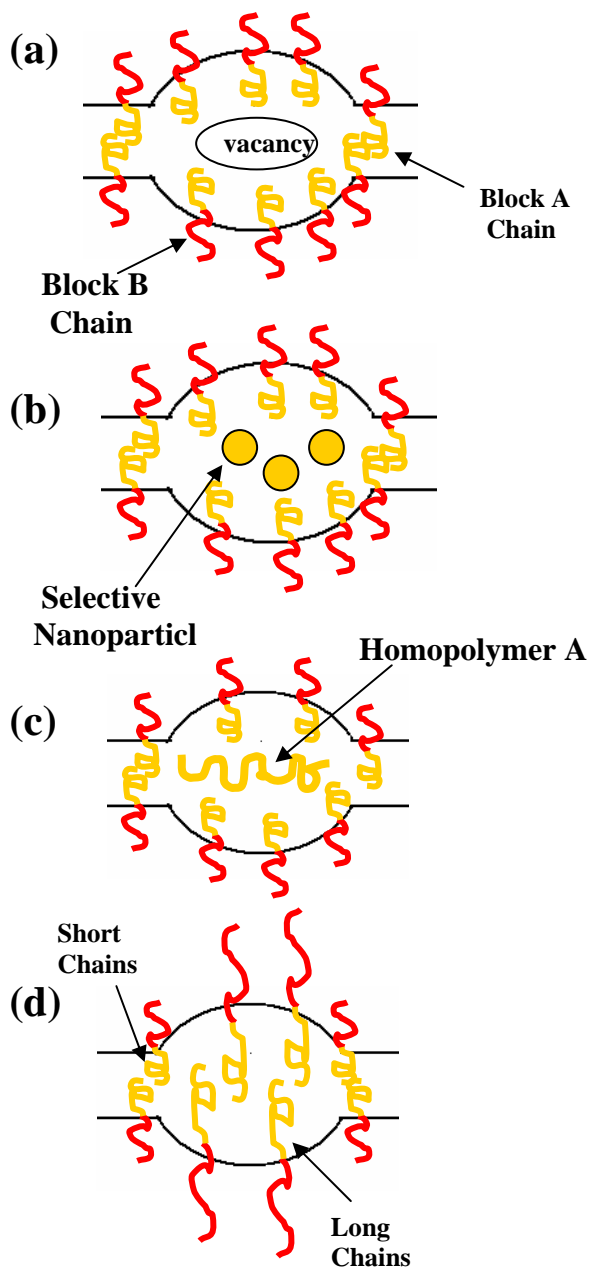 (a)
vacancy
Block A
Chain
Block B
Chain
(b)
Selective
Nanoparticl
Homopolymer A
(c)
Short
Chains
(d)
Long
Chains